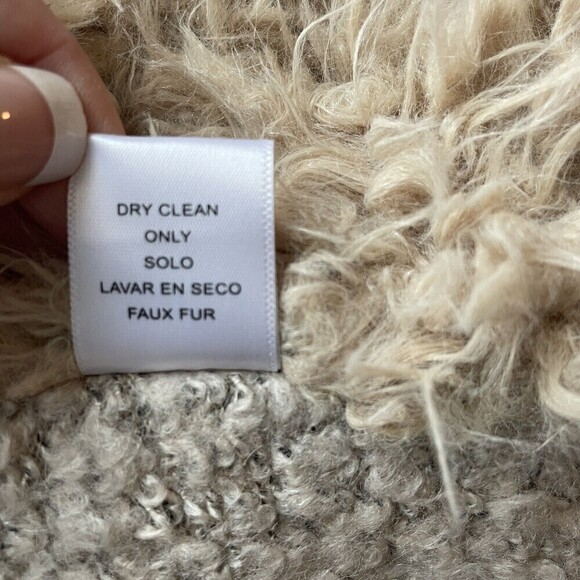 DRY CLEAN
ONLY
SOLO
LAVAR EN SECO
FAUX FUR